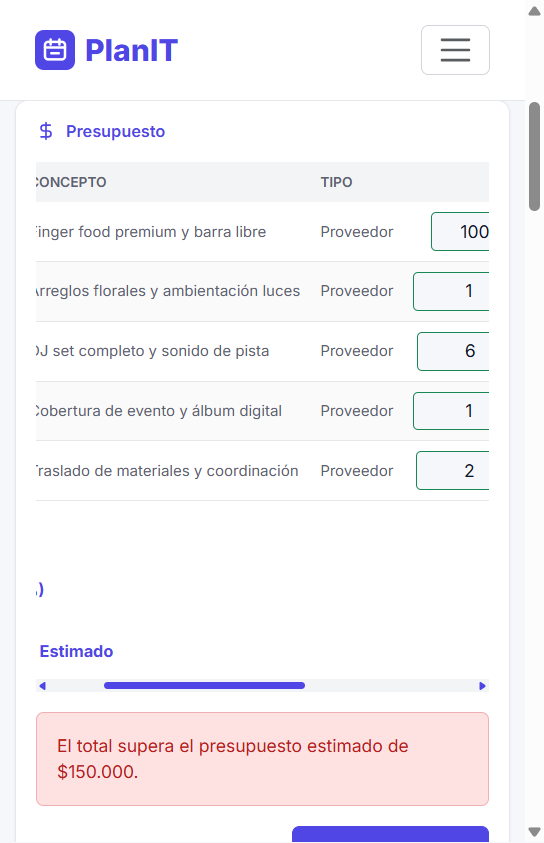 PlanIT
Presupuesto
CONCEPTO TIPO
Finger food premium y barra libre Proveedor 100
Arreglos florales y ambientación luces Proveedor 1
DJ set completo y sonido de pista Proveedor 6
Cobertura de evento y álbum digital Proveedor 1
Traslado de materiales y coordinación Proveedor 2
)
Estimado
El total supera el presupuesto estimado de
$150.000.